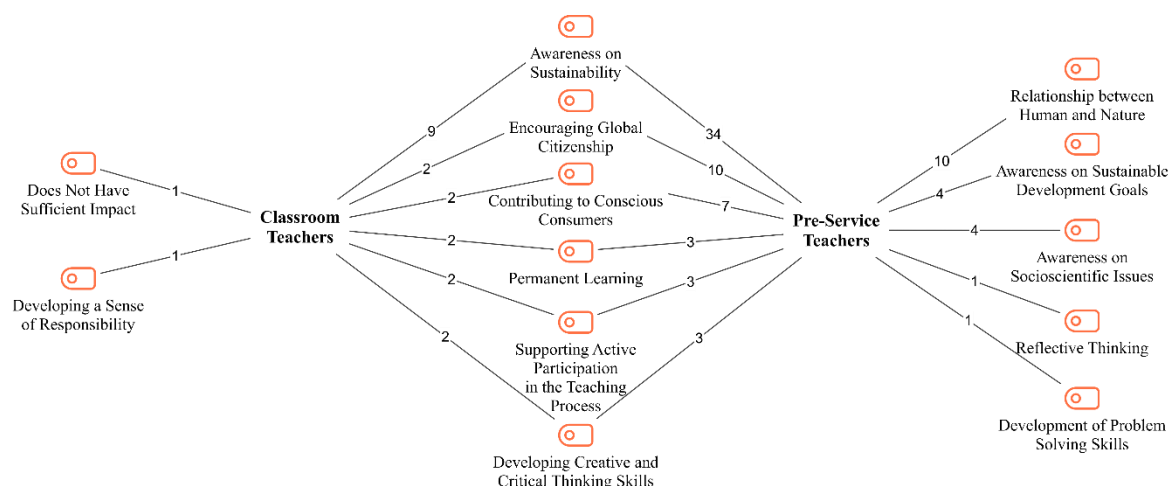 Awareness on
Sustainability
9
34
Encouraging Global
Citizenship
2
10
Contributing to Conscious
Consumers
2
7
Permanent Learning
2
3
Supporting Active
Participation
in the Teaching
Process
2
3
Developing Creative and
Critical Thinking Skills
2
3
Does Not Have
Sufficient Impact
1
Developing a Sense
of Responsibility
1
Classroom
Teachers
Pre-Service
Teachers
Relationship between
Human and Nature
10
Awareness on Sustainable
Development Goals
4
Awareness on
Socioscientific Issues
4
Reflective Thinking
1
Development of Problem
Solving Skills
1